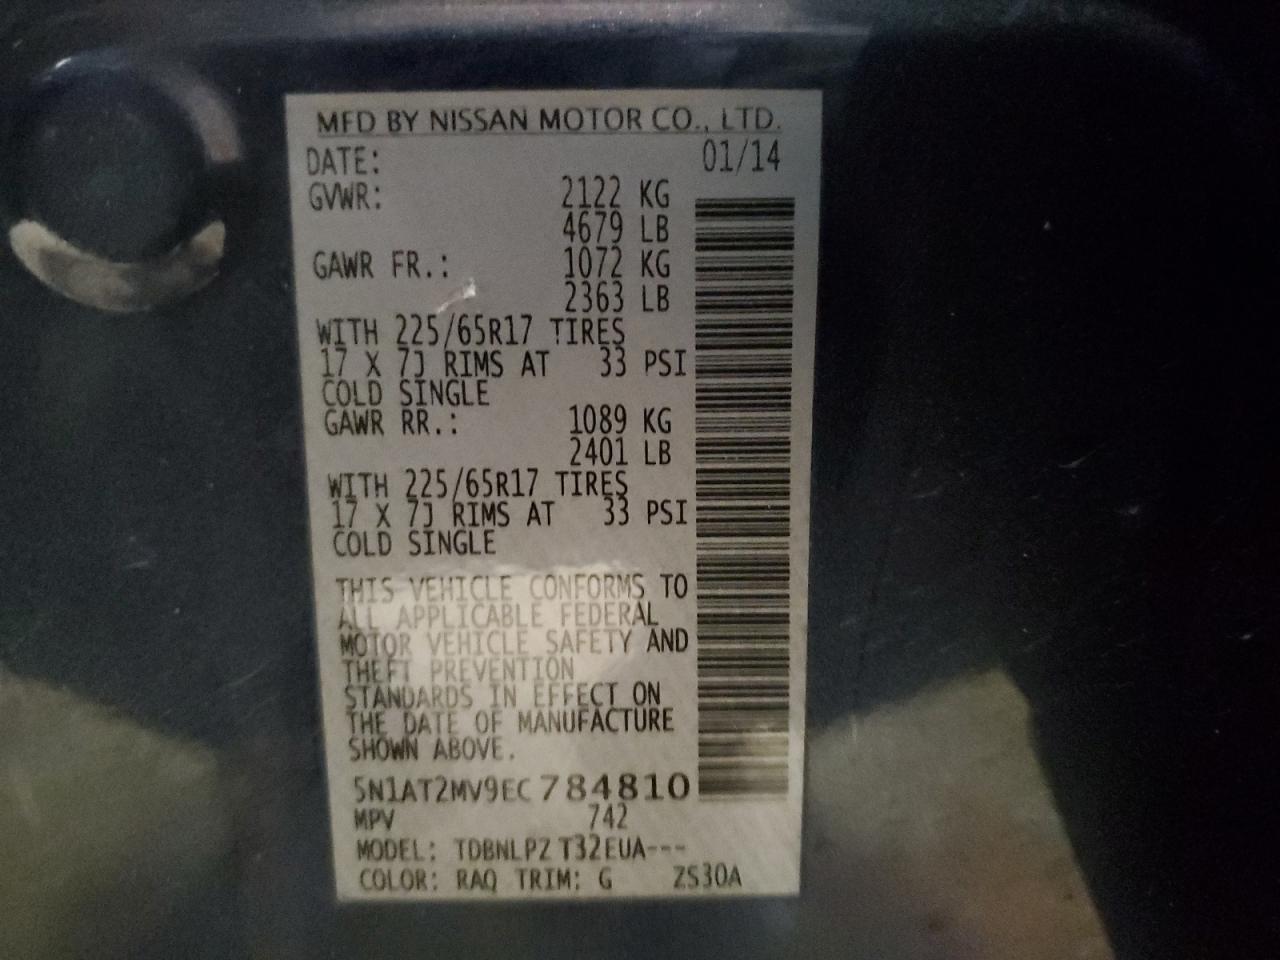 MFD BY NISSAN MOTOR CO., LTD.
DATE: 01/14
GVWR: 2122 KG
4679 LB
GAWR FR.: 1072 KG
2363 LB
WITH 225/65R17 TIRES
17 X 7J RIMS AT 33 PSI
COLD SINGLE
GAWR RR.: 1089 KG
2401 LB
WITH 225/65R17 TIRES
17 X 7J RIMS AT 33 PSI
COLD SINGLE
THIS VEHICLE CONFORMS TO
ALL APPLICABLE FEDERAL
MOTOR VEHICLE SAFETY AND
THEFT PREVENTION
STANDARDS IN EFFECT ON
THE DATE OF MANUFACTURE
SHOWN ABOVE.
5N1AT2MV9EC784810
MPV 742
MODEL: TDBNLPZ T32EUA---
COLOR: RAQ TRIM: G ZS30A